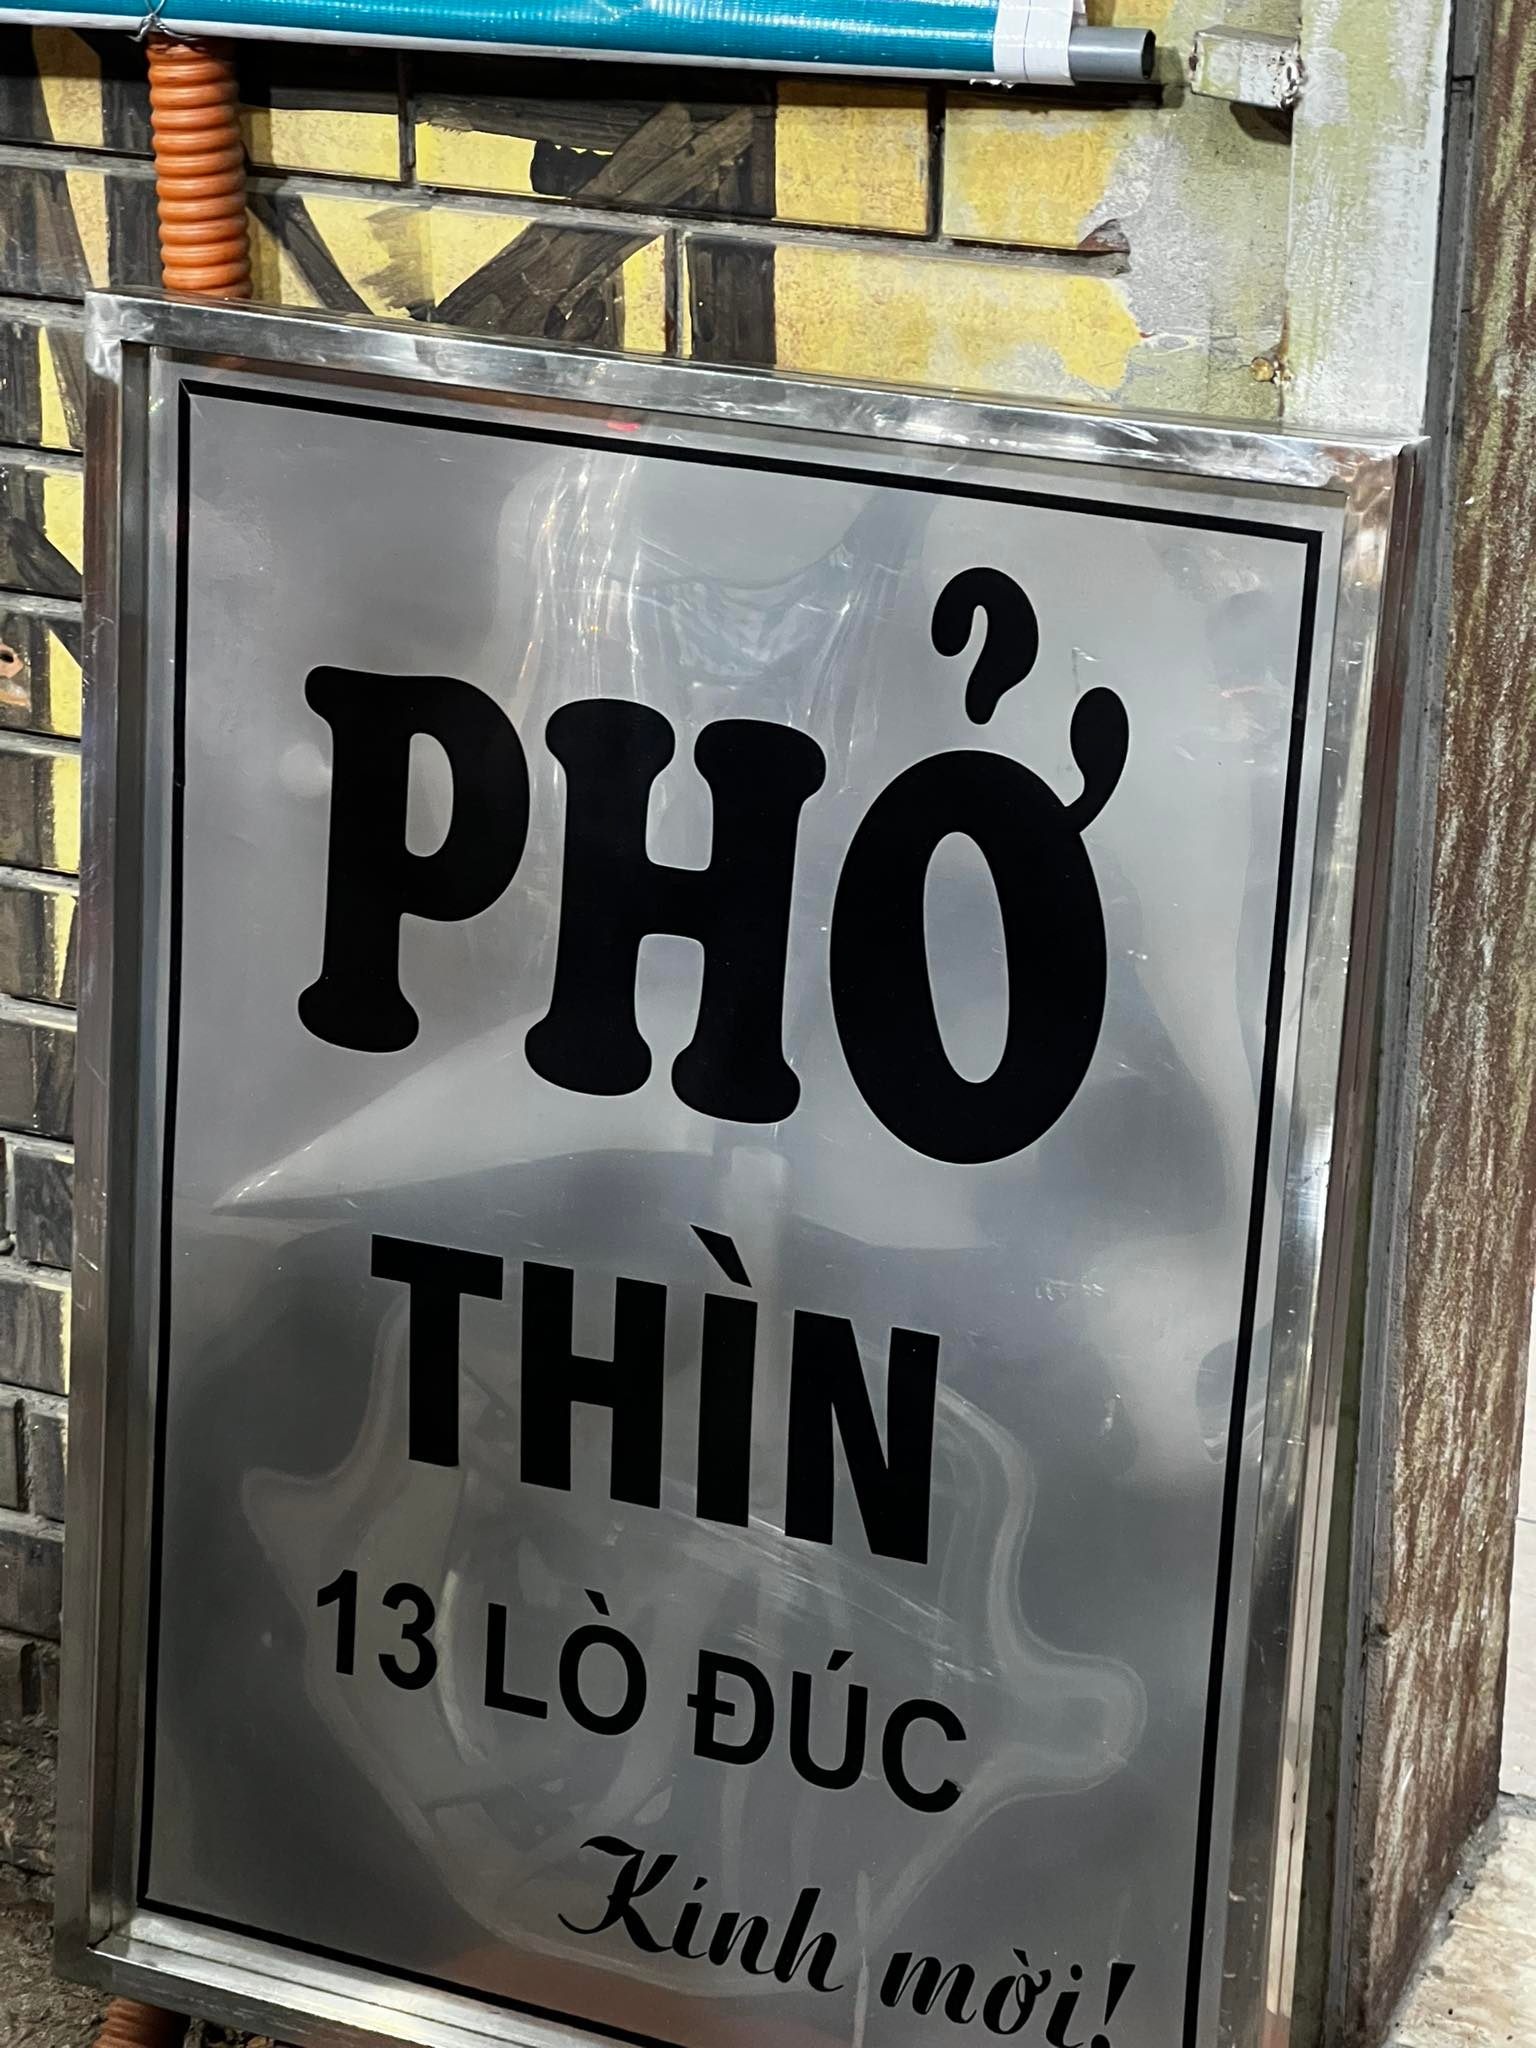 PHỞ
THÌN
13 LÒ ĐÚC
Kính mời!